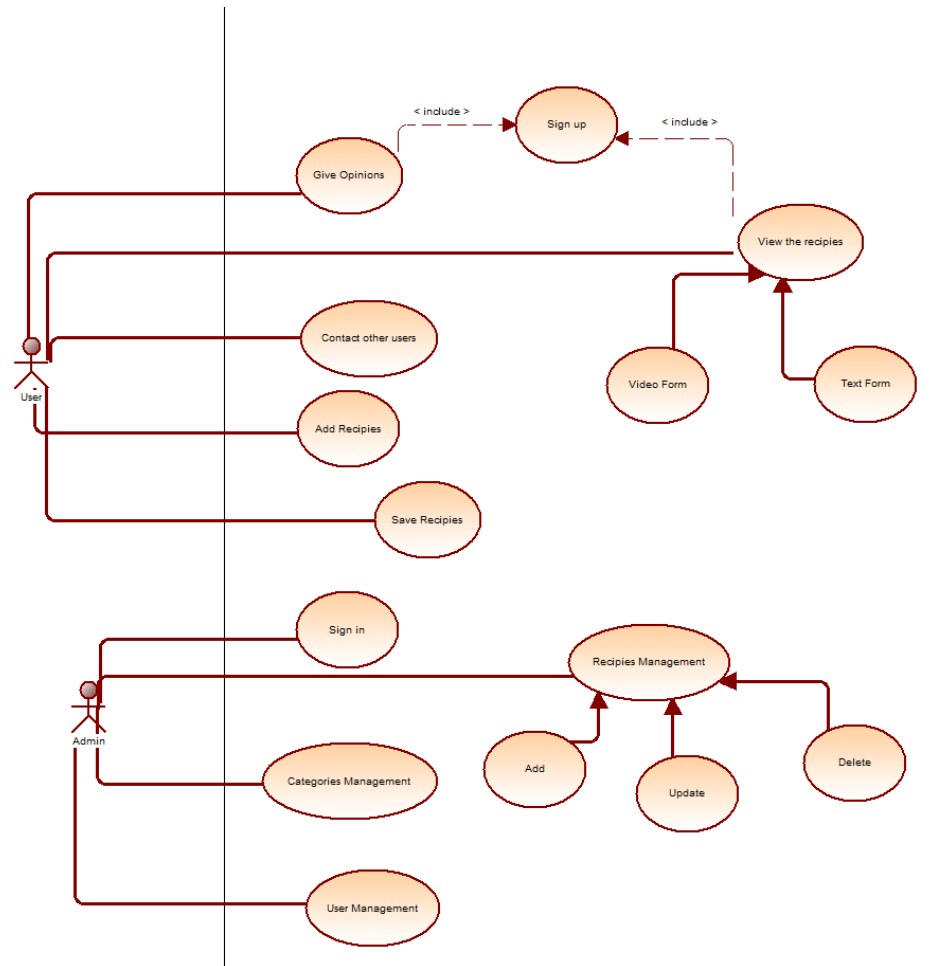 < include >
Sign up
< include >
Give Opinions
View the recipies
Contact other users
Video Form
Text Form
User
Add Recipies
Save Recipies
Sign in
Recipies Management
Admin
Categories Management
Add
Update
Delete
User Management